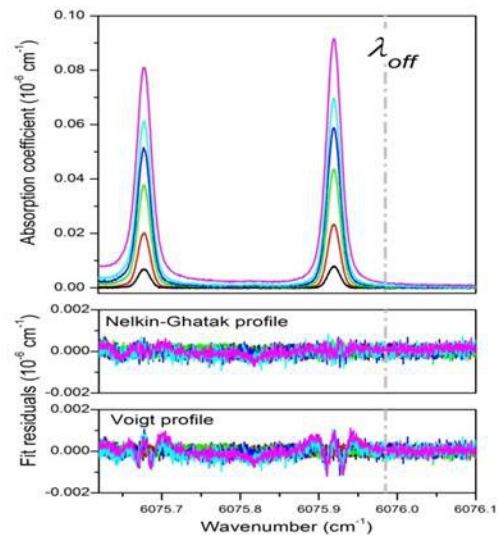 0.10
0.08
0.06
0.04
0.02
0.00
Absorption coefficient (10⁻⁶ cm⁻¹)
λoff
0.002
0.000
-0.002
Nelkin-Ghatak profile
0.002
0.000
-0.002
Voigt profile
Fit residuals (10⁻⁶ cm⁻¹)
6075.7 6075.8 6075.9 6076.0 6076.1
Wavenumber (cm⁻¹)